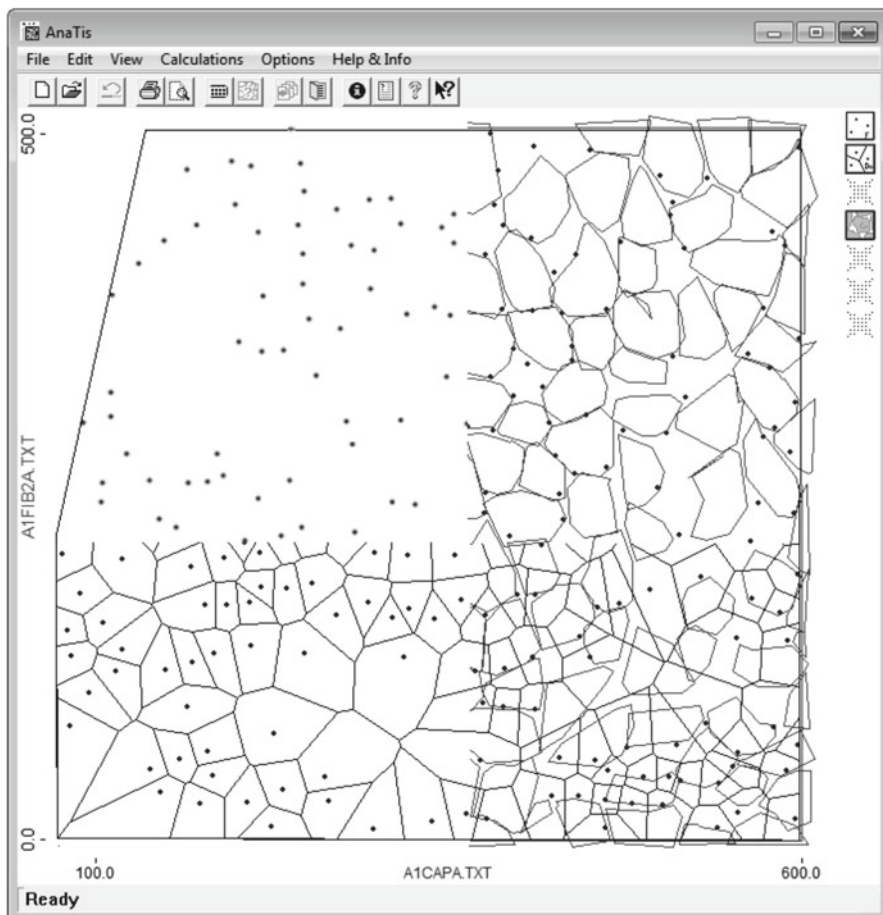 AnaTis
File Edit View Calculations Options Help & Info
500.0
A1FIB2A.TXT
0.0
100.0 A1CAPA.TXT 600.0
Ready